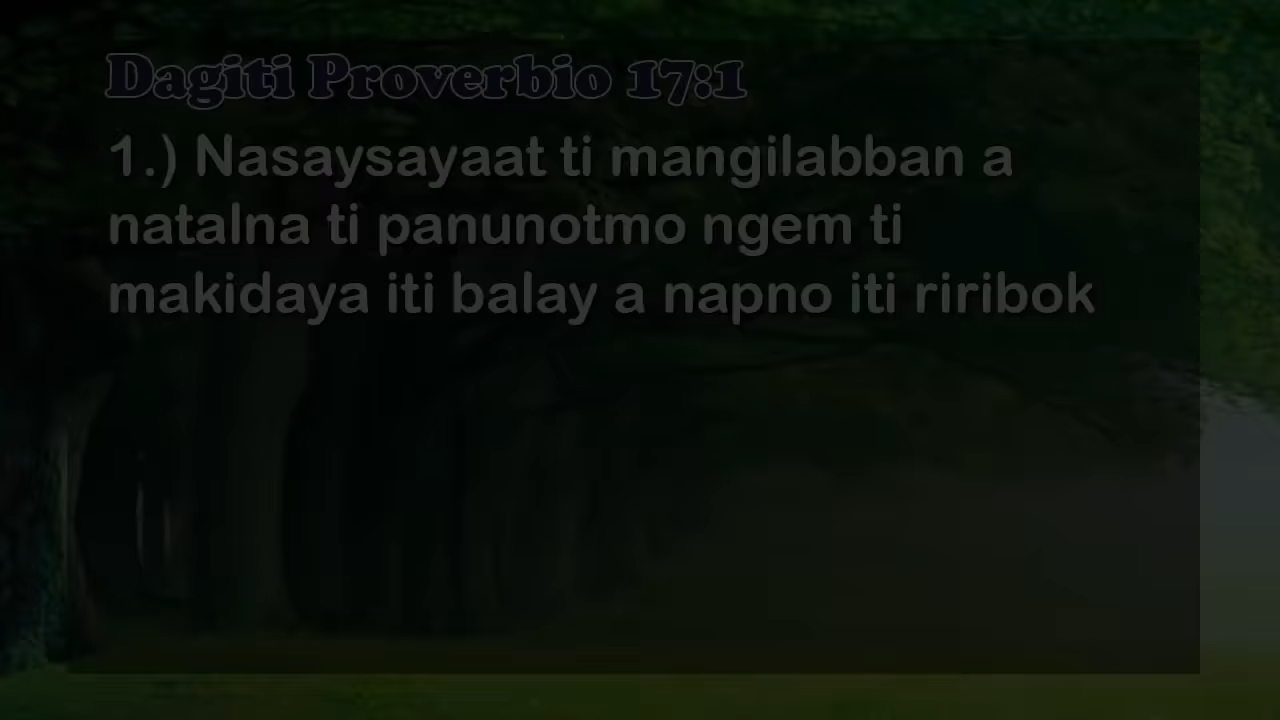 Dagiti Proverbio 17:1
1.) Nasaysayaat ti mangilabban a
natalna ti panunotmo ngem ti
makidaya iti balay a napno iti riribok